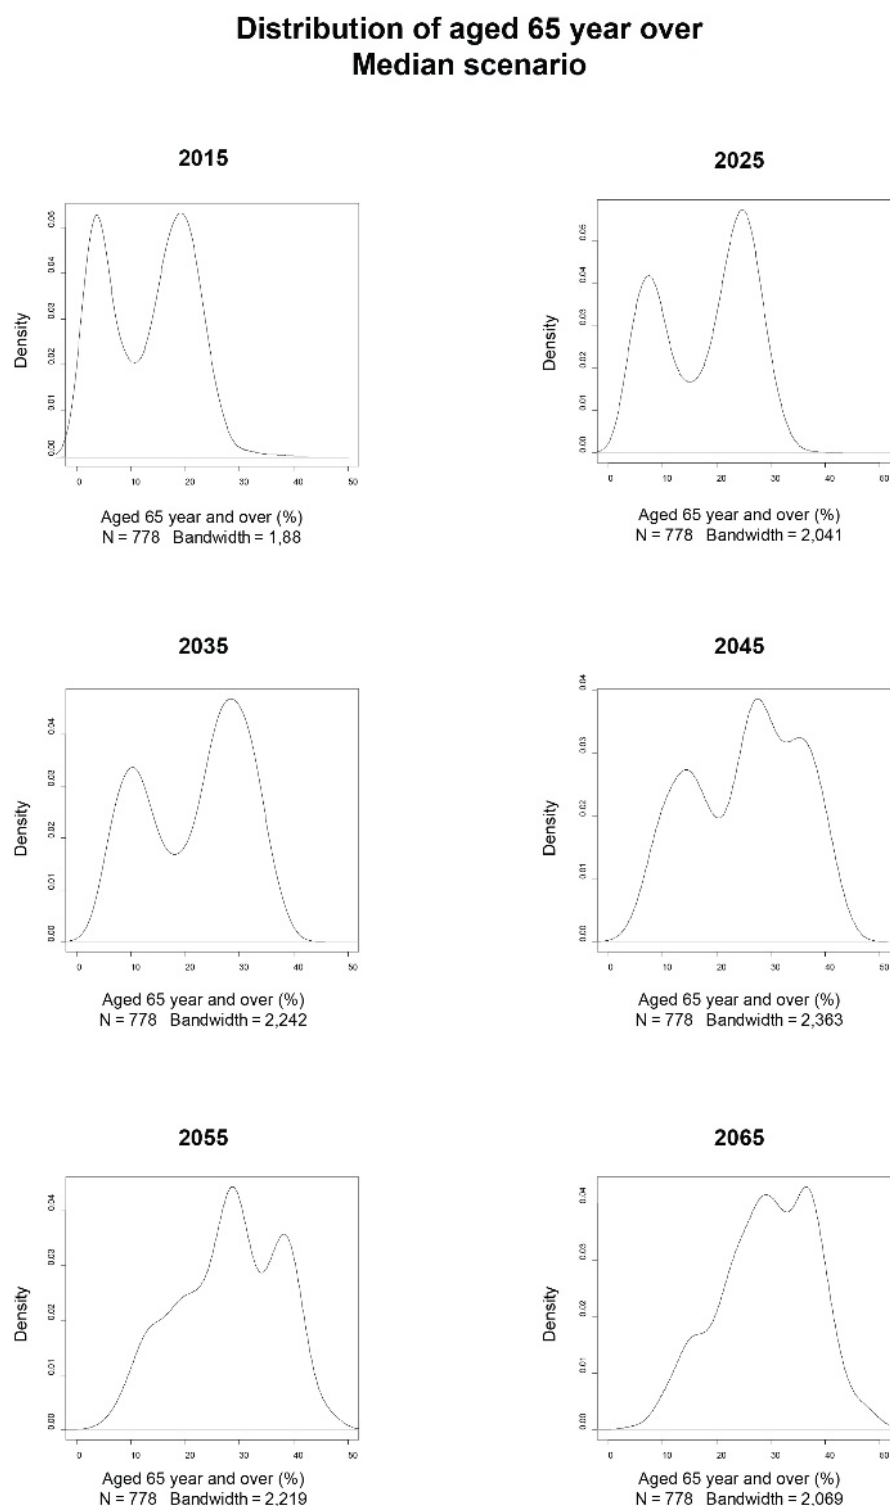 Distribution of aged 65 year over
Median scenario
2015
Density
0.00 0.01 0.02 0.03 0.04 0.05
0 10 20 30 40 50
Aged 65 year and over (%)
N = 778 Bandwidth = 1,88
2025
Density
0.00 0.01 0.02 0.03 0.04 0.05
0 10 20 30 40
Aged 65 year and over (%)
N = 778 Bandwidth = 2,041
2035
Density
0.00 0.01 0.02 0.03 0.04
0 10 20 30 40 50
Aged 65 year and over (%)
N = 778 Bandwidth = 2,242
2045
Density
0.00 0.01 0.02 0.03 0.04
0 10 20 30 40 50
Aged 65 year and over (%)
N = 778 Bandwidth = 2,363
2055
Density
0.00 0.01 0.02 0.03 0.04
0 10 20 30 40 50
Aged 65 year and over (%)
N = 778 Bandwidth = 2,219
2065
Density
0.00 0.01 0.02 0.03 0.04
0 10 20 30 40
Aged 65 year and over (%)
N = 778 Bandwidth = 2,069